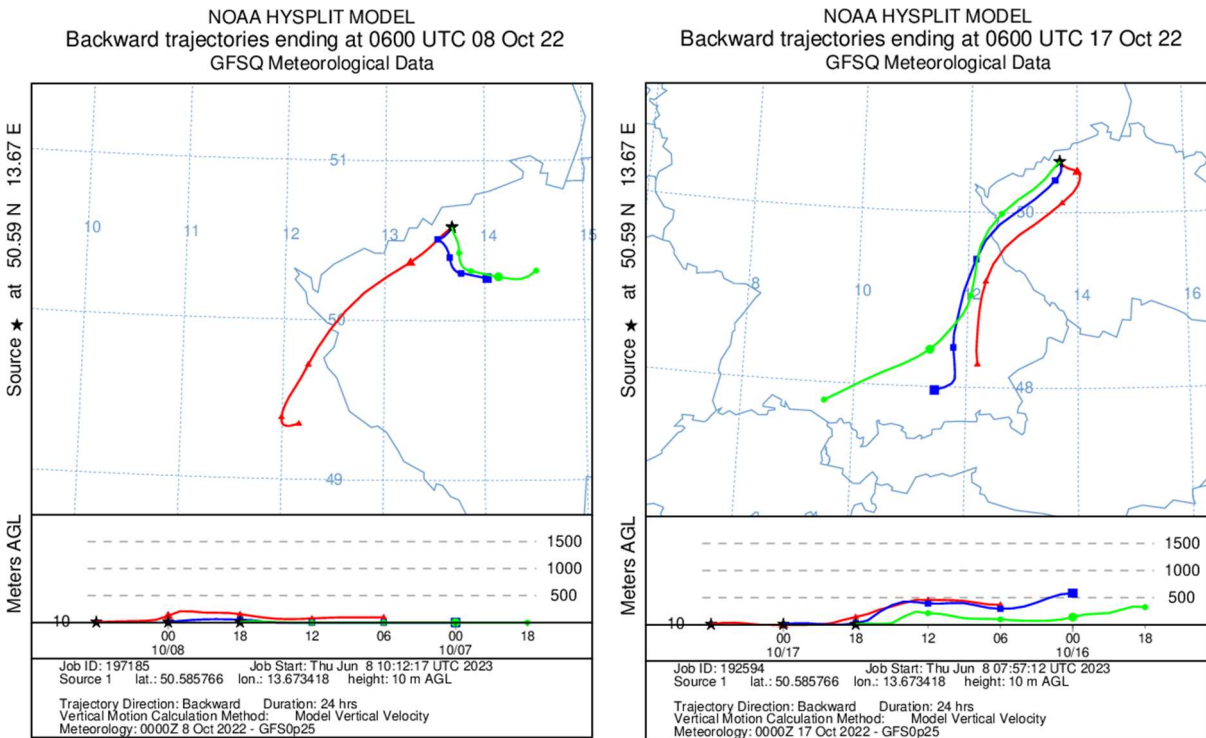 NOAA HYSPLIT MODEL
Backward trajectories ending at 0600 UTC 08 Oct 22
GFSQ Meteorological Data
Source ★ at 50.59 N 13.67 E
51
10
11
12
13
14
15
50
49
Meters AGL
1500
1000
500
10
00
18
12
06
00
18
10/08
10/07
Job ID: 197185 Job Start: Thu Jun 8 10:12:17 UTC 2023
Source 1 lat.: 50.585766 lon.: 13.673418 height: 10 m AGL
Trajectory Direction: Backward Duration: 24 hrs
Vertical Motion Calculation Method: Model Vertical Velocity
Meteorology: 0000Z 8 Oct 2022 - GFS0p25
NOAA HYSPLIT MODEL
Backward trajectories ending at 0600 UTC 17 Oct 22
GFSQ Meteorological Data
Source ★ at 50.59 N 13.67 E
50
8
10
12
14
16
48
Meters AGL
1500
1000
500
10
00
18
12
06
00
18
10/17
10/16
Job ID: 192594 Job Start: Thu Jun 8 07:57:12 UTC 2023
Source 1 lat.: 50.585766 lon.: 13.673418 height: 10 m AGL
Trajectory Direction: Backward Duration: 24 hrs
Vertical Motion Calculation Method: Model Vertical Velocity
Meteorology: 0000Z 17 Oct 2022 - GFS0p25